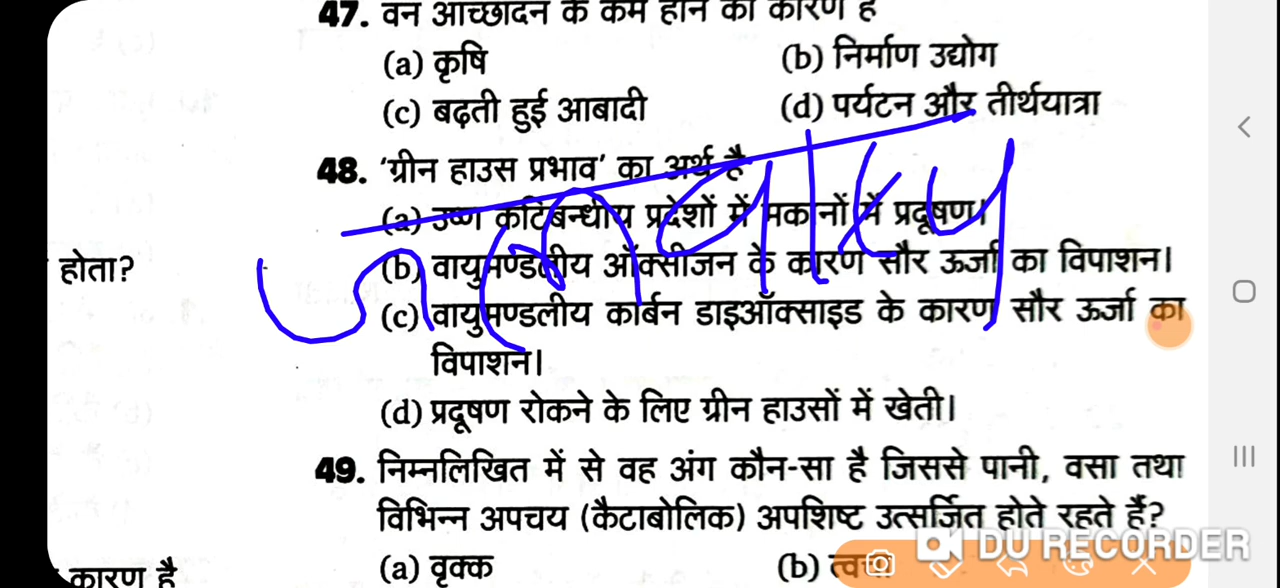 47. वन आच्छादन के कम होने का कारण है
(a) कृषि
(b) निर्माण उद्योग
(c) बढ़ती हुई आबादी
(d) पर्यटन और तीर्थयात्रा
48. 'ग्रीन हाउस प्रभाव' का अर्थ है
(a) उष्ण कटिबन्धीय प्रदेशों में मकानों में प्रदूषण।
होता?
(b) वायुमण्डलीय ऑक्सीजन के कारण सौर ऊर्जा का विपाशन।
(c) वायुमण्डलीय कार्बन डाइऑक्साइड के कारण सौर ऊर्जा का
विपाशन।
(d) प्रदूषण रोकने के लिए ग्रीन हाउसों में खेती।
49. निम्नलिखित में से वह अंग कौन-सा है जिससे पानी, वसा तथा
विभिन्न अपचय (कैटाबोलिक) अपशिष्ट उत्सर्जित होते रहते हैं?
(a) वृक्क
(b) त्वचा
कारण है
DU RECORDER